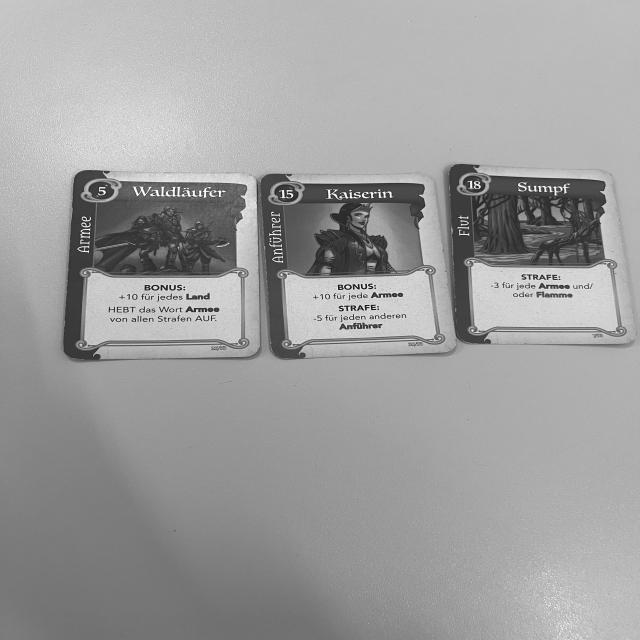 5 Waldläufer
Armee
BONUS:
+10 für jedes Land
HEBT das Wort Armee
von allen Strafen AUF.
15 Kaiserin
Anführer
BONUS:
+10 für jede Armee
STRAFE:
-5 für jeden anderen
Anführer
18 Sumpf
Flut
STRAFE:
-3 für jede Armee und/
oder Flamme